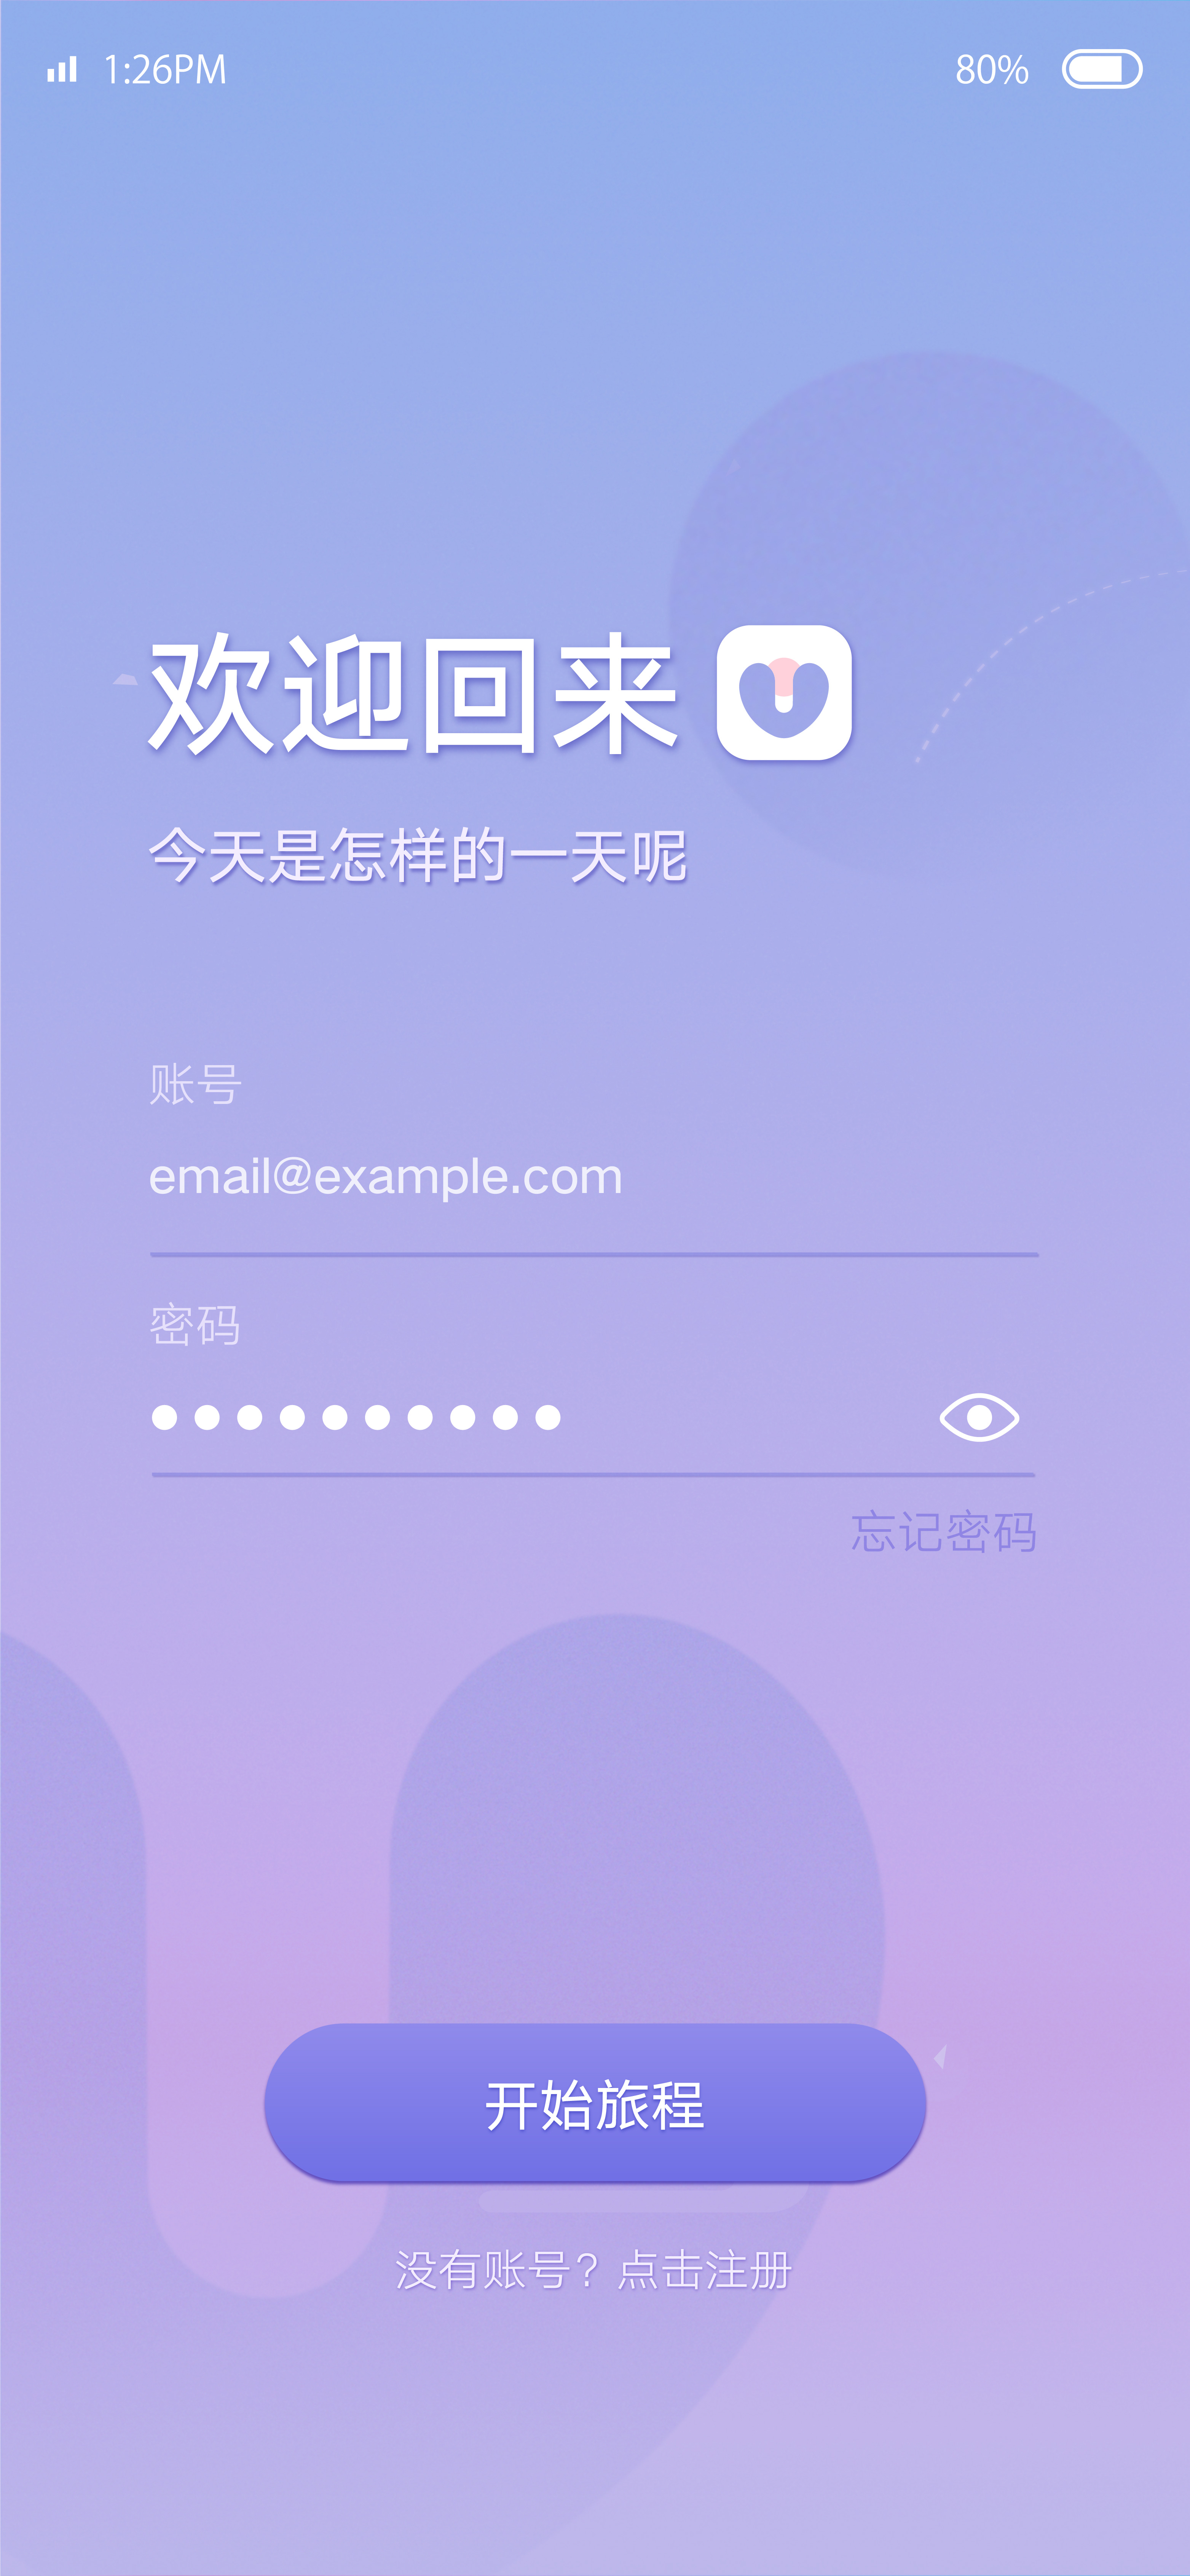 1:26PM 80%
欢迎回来
今天是怎样的一天呢
账号
email@example.com
密码
忘记密码
开始旅程
没有账号？点击注册